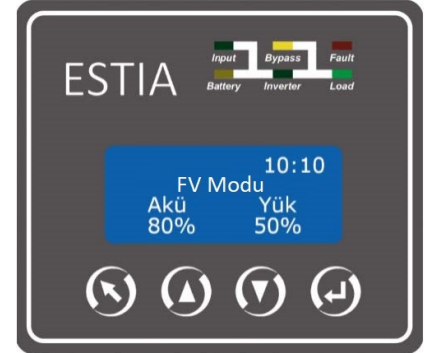 Input Bypass Fault
ESTIA
Battery Inverter Load
10:10
FV Modu
Akü Yük
80% 50%